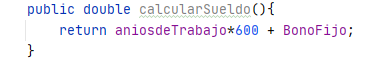 public double calcularSueldo(){
return aniosdeTrabajo*600 + BonoFijo;
}